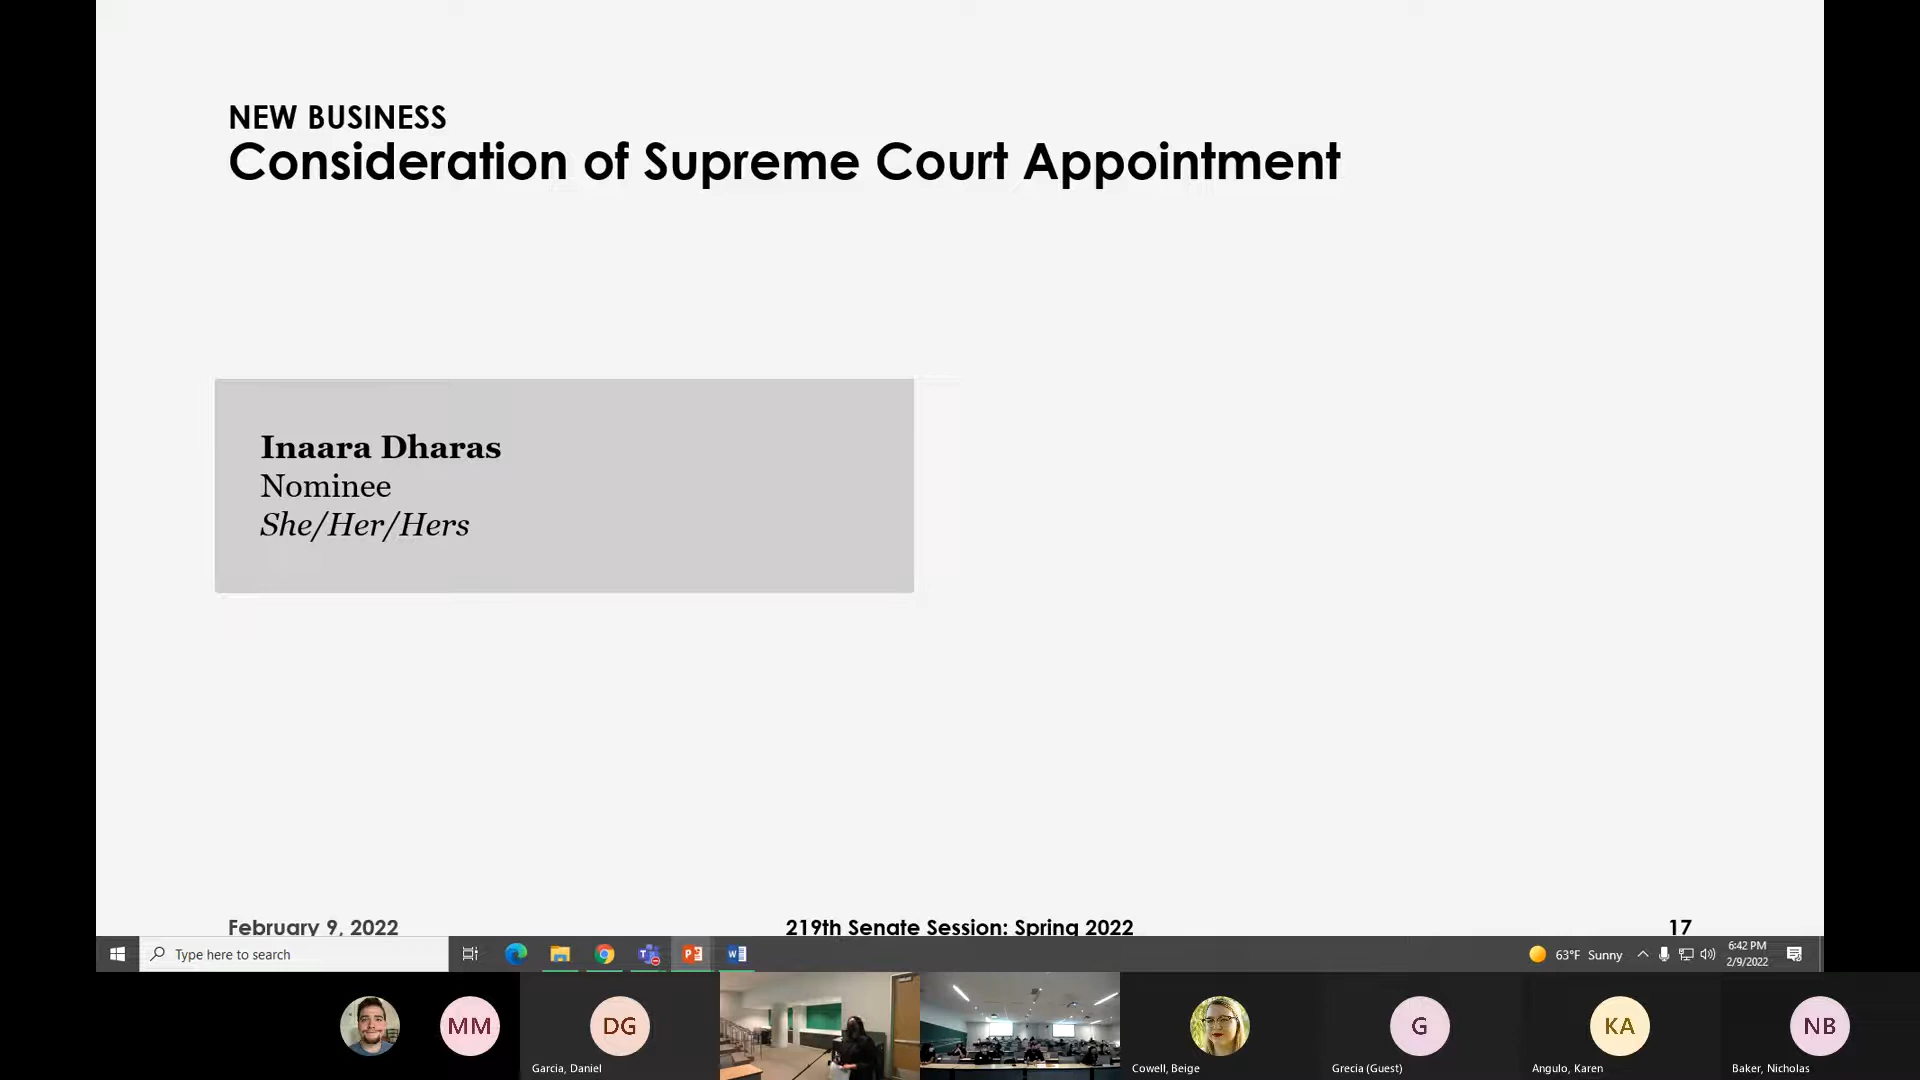 NEW BUSINESS
Consideration of Supreme Court Appointment
Inaara Dharas
Nominee
She/Her/Hers
February 9, 2022
219th Senate Session: Spring 2022
17
Type here to search
63°F Sunny
6:42 PM
2/9/2022
MM
DG
G
KA
NB
Garcia, Daniel
Cowell, Beige
Grecia (Guest)
Angulo, Karen
Baker, Nicholas